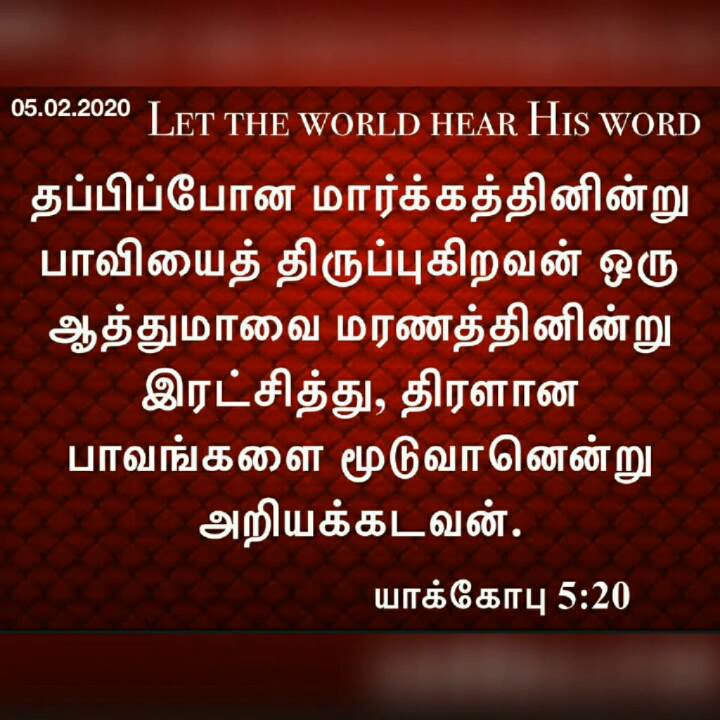 05.02.2020 LET THE WORLD HEAR HIS WORD
தப்பிப்போன மார்க்கத்தினின்று
பாவியைத் திருப்புகிறவன் ஒரு
ஆத்துமாவை மரணத்தினின்று
இரட்சித்து, திரளான
பாவங்களை மூடுவானென்று
அறியக்கடவன்.
யாக்கோபு 5:20